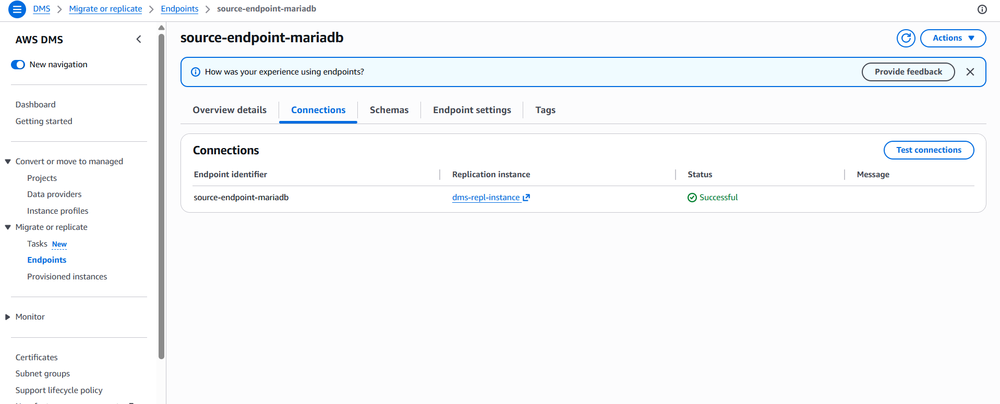 DMS > Migrate or replicate > Endpoints > source-endpoint-mariadb
AWS DMS
New navigation
Dashboard
Getting started
Convert or move to managed
Projects
Data providers
Instance profiles
Migrate or replicate
Tasks New
Endpoints
Provisioned instances
Monitor
Certificates
Subnet groups
Support lifecycle policy
source-endpoint-mariadb
Actions
How was your experience using endpoints?
Provide feedback
Overview details
Connections
Schemas
Endpoint settings
Tags
Connections
Test connections
Endpoint identifier
Replication instance
Status
Message
source-endpoint-mariadb
dms-repl-instance
Successful